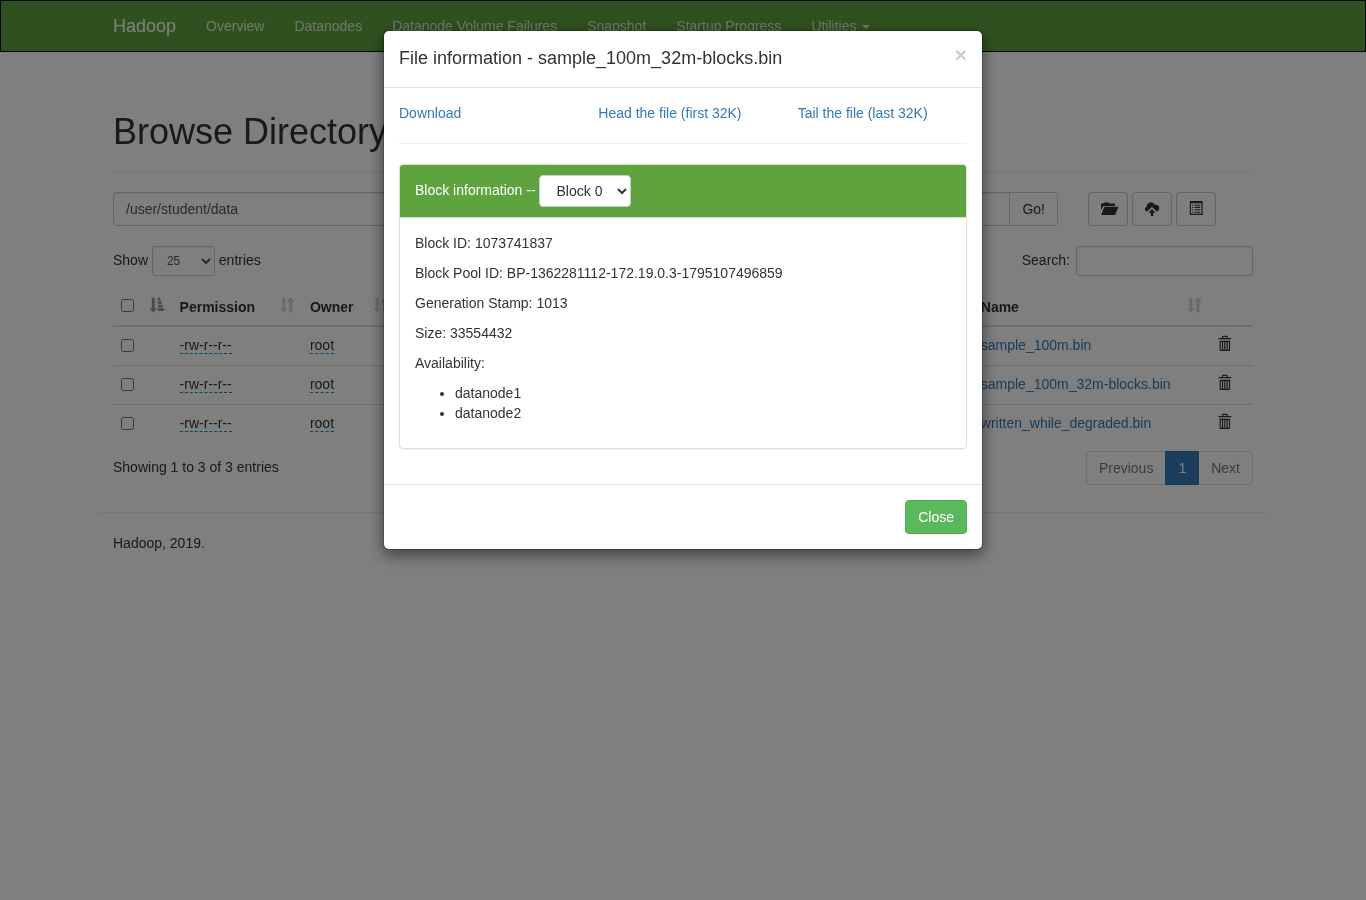 Hadoop Overview Datanodes Datanode Volume Failures Snapshot Startup Progress Utilities
File information - sample_100m_32m-blocks.bin ×
Download Head the file (first 32K) Tail the file (last 32K)
Browse Directory
Block information -- Block 0
/user/student/data Go!
Block ID: 1073741837
Show 25 entries Search:
Block Pool ID: BP-1362281112-172.19.0.3-1795107496859
Generation Stamp: 1013
Permission Owner Name
Size: 33554432
-rw-r--r-- root sample_100m.bin
Availability:
-rw-r--r-- root sample_100m_32m-blocks.bin
• datanode1
• datanode2
-rw-r--r-- root written_while_degraded.bin
Showing 1 to 3 of 3 entries Previous 1 Next
Close
Hadoop, 2019.